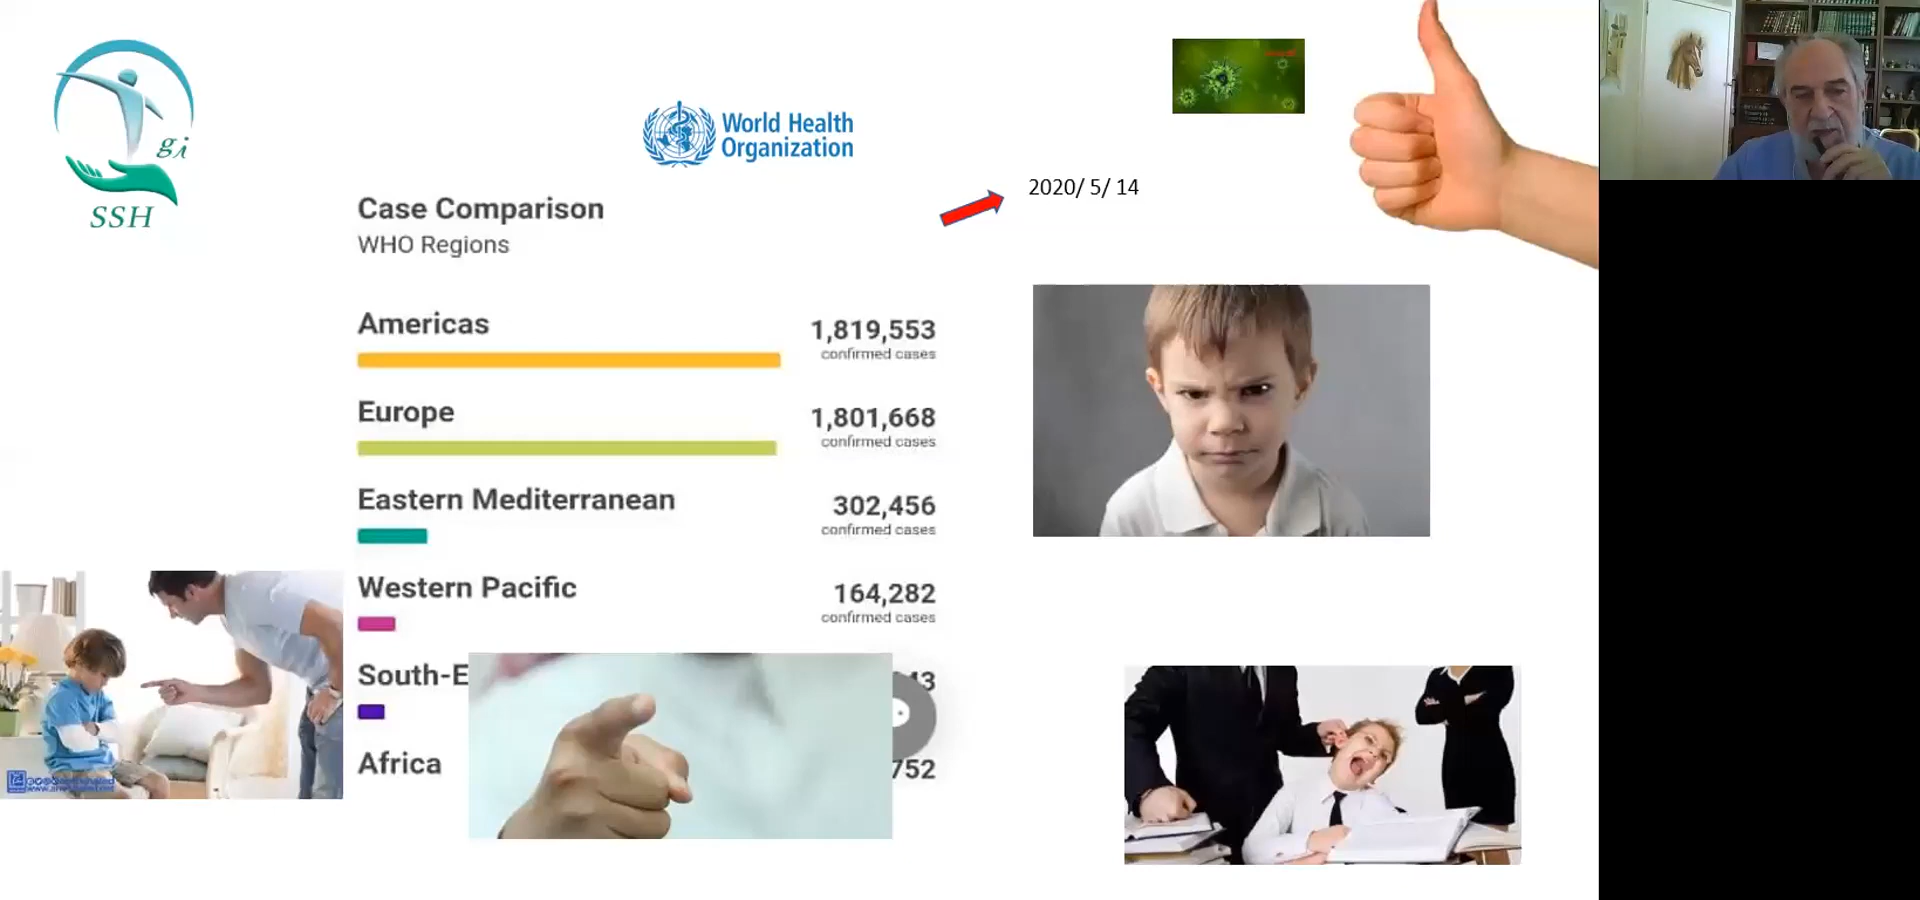 gi
SSH
World Health
Organization
2020/ 5/ 14
Case Comparison
WHO Regions
Americas
1,819,553
confirmed cases
Europe
1,801,668
confirmed cases
Eastern Mediterranean
302,456
confirmed cases
Western Pacific
164,282
confirmed cases
South-E
43
Africa
752